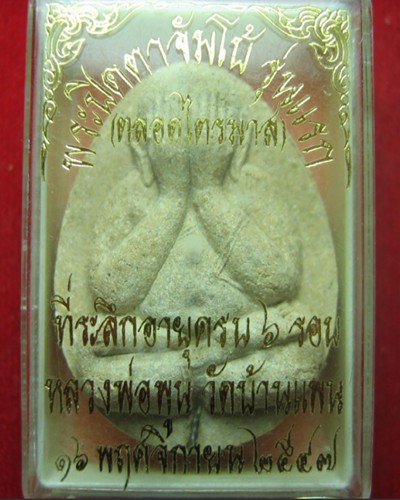 พระปิดตาจัมโบ้ รุ่นแรก
(ตลอดไตรมาส)
ที่ระลึกอายุครบ ๖ รอบ
หลวงพ่อพูน วัดบ้านแพน
๑๖ พฤศจิกายน ๒๕๔๗